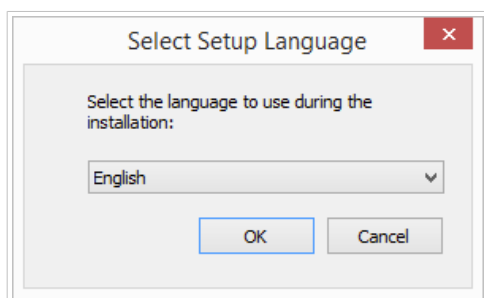 Select Setup Language
Select the language to use during the
installation:
English
OK Cancel